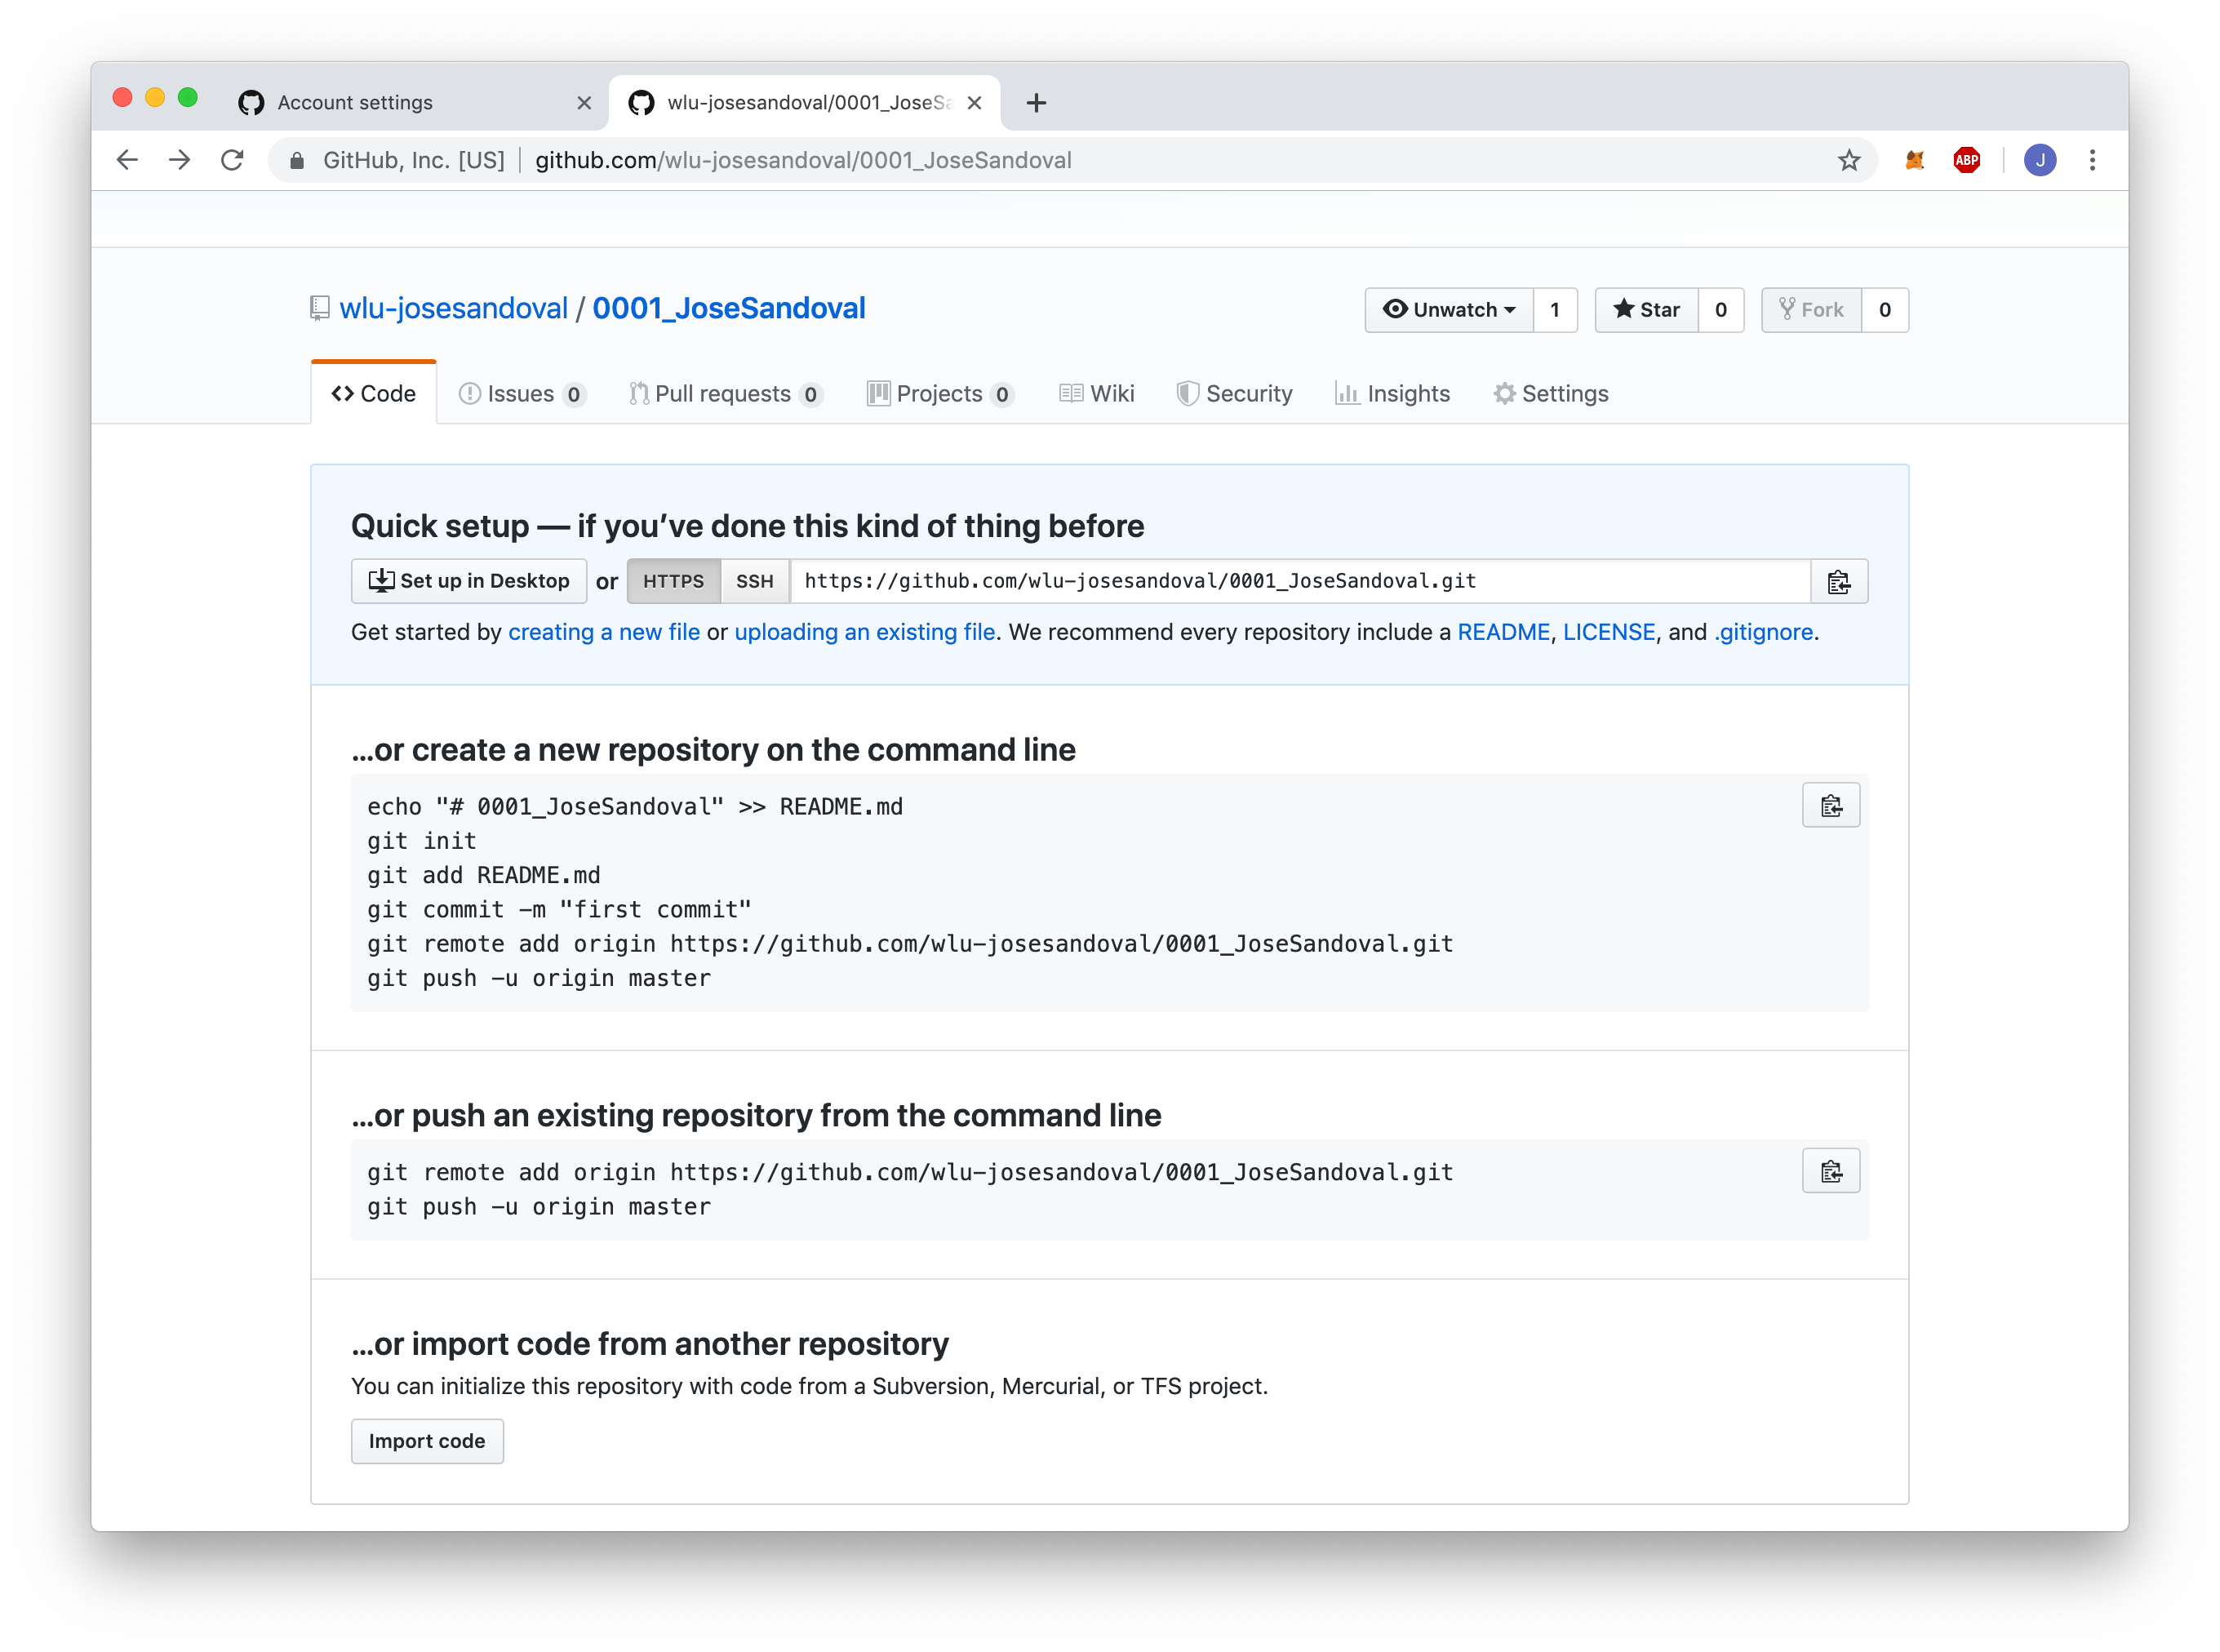 Account settings
wlu-josesandoval/0001_JoseSa
GitHub, Inc. [US] github.com/wlu-josesandoval/0001_JoseSandoval
ABP
J
wlu-josesandoval / 0001_JoseSandoval
Unwatch 1 Star 0 Fork 0
Code Issues 0 Pull requests 0 Projects 0 Wiki Security Insights Settings
Quick setup — if you’ve done this kind of thing before
Set up in Desktop or HTTPS SSH https://github.com/wlu-josesandoval/0001_JoseSandoval.git
Get started by creating a new file or uploading an existing file. We recommend every repository include a README, LICENSE, and .gitignore.
…or create a new repository on the command line
echo "# 0001_JoseSandoval" >> README.md
git init
git add README.md
git commit -m "first commit"
git remote add origin https://github.com/wlu-josesandoval/0001_JoseSandoval.git
git push -u origin master
…or push an existing repository from the command line
git remote add origin https://github.com/wlu-josesandoval/0001_JoseSandoval.git
git push -u origin master
…or import code from another repository
You can initialize this repository with code from a Subversion, Mercurial, or TFS project.
Import code